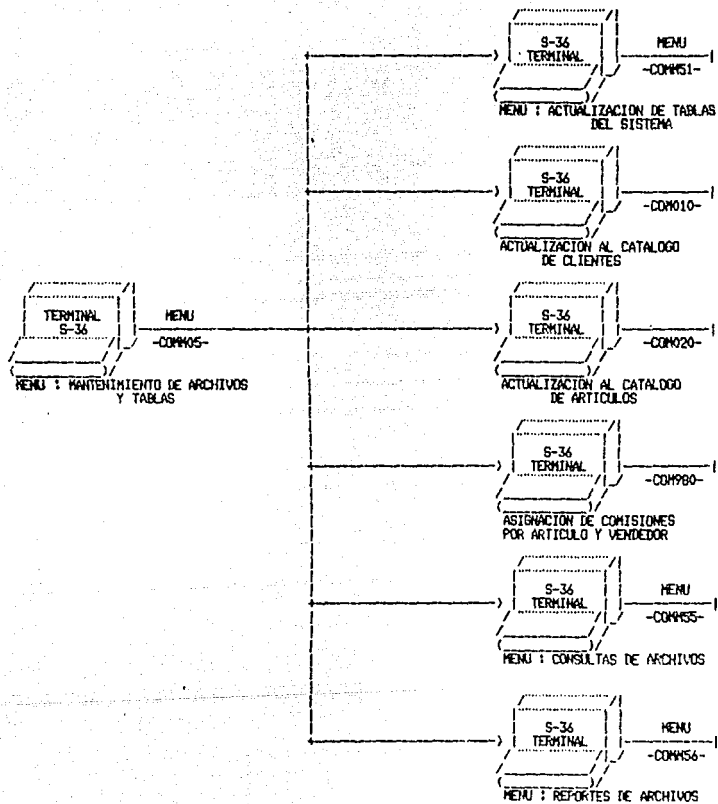 S-36 MENU
TERMINAL
-COMM51-
MENU : ACTUALIZACION DE TABLAS
DEL SISTEMA
S-36
TERMINAL
-COM010-
ACTUALIZACION AL CATALOGO
DE CLIENTES
TERMINAL MENU
S-36
-COMM05-
MENU : MANTENIMIENTO DE ARCHIVOS
Y TABLAS
S-36
TERMINAL
-COM020-
ACTUALIZACION AL CATALOGO
DE ARTICULOS
S-36
TERMINAL
-COM980-
ASIGNACION DE COMISIONES
POR ARTICULO Y VENDEDOR
S-36 MENU
TERMINAL
-COMM55-
MENU : CONSULTAS DE ARCHIVOS
S-36 MENU
TERMINAL
-COMM56-
MENU : REPORTES DE ARCHIVOS